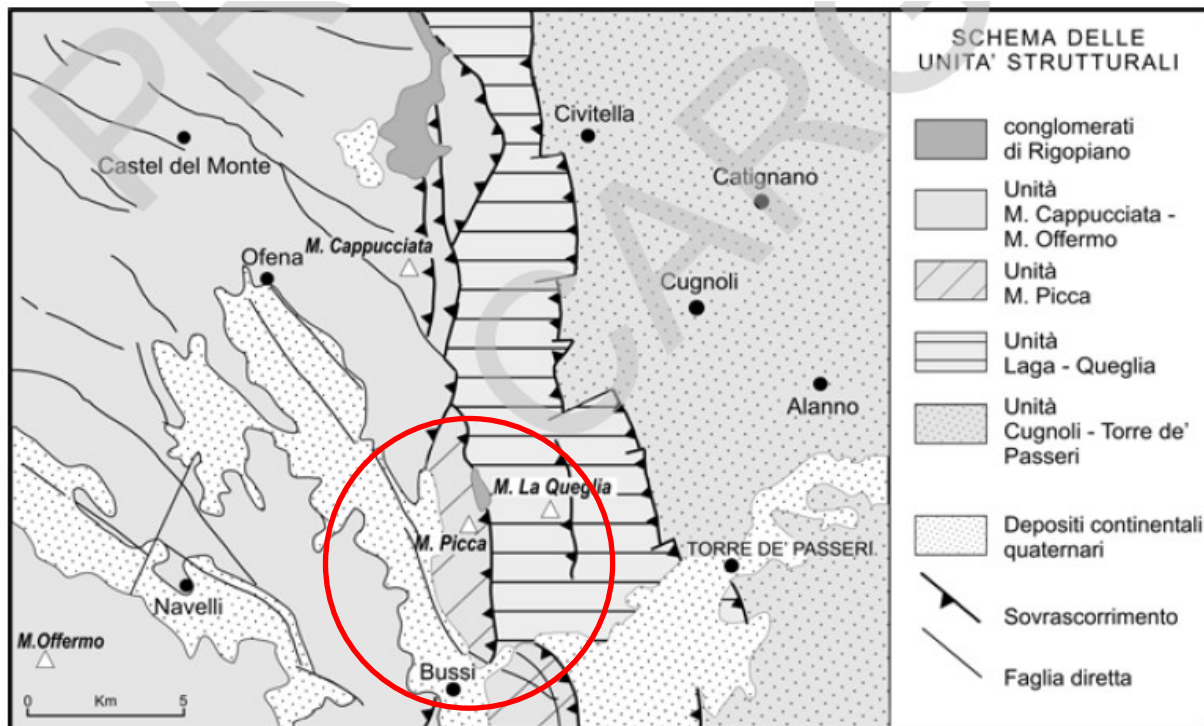 Castel del Monte
Civitella
Catignano
M. Cappucciata
Ofena
Cugnoli
Alanno
M. La Queglia
M. Picca
TORRE DE' PASSERI
Navelli
M.Offermo
Bussi
0 Km 5
SCHEMA DELLE
UNITA' STRUTTURALI
conglomerati
di Rigopiano
Unità
M. Cappucciata -
M. Offermo
Unità
M. Picca
Unità
Laga - Queglia
Unità
Cugnoli - Torre de'
Passeri
Depositi continentali
quaternari
Sovrascorrimento
Faglia diretta
CARG